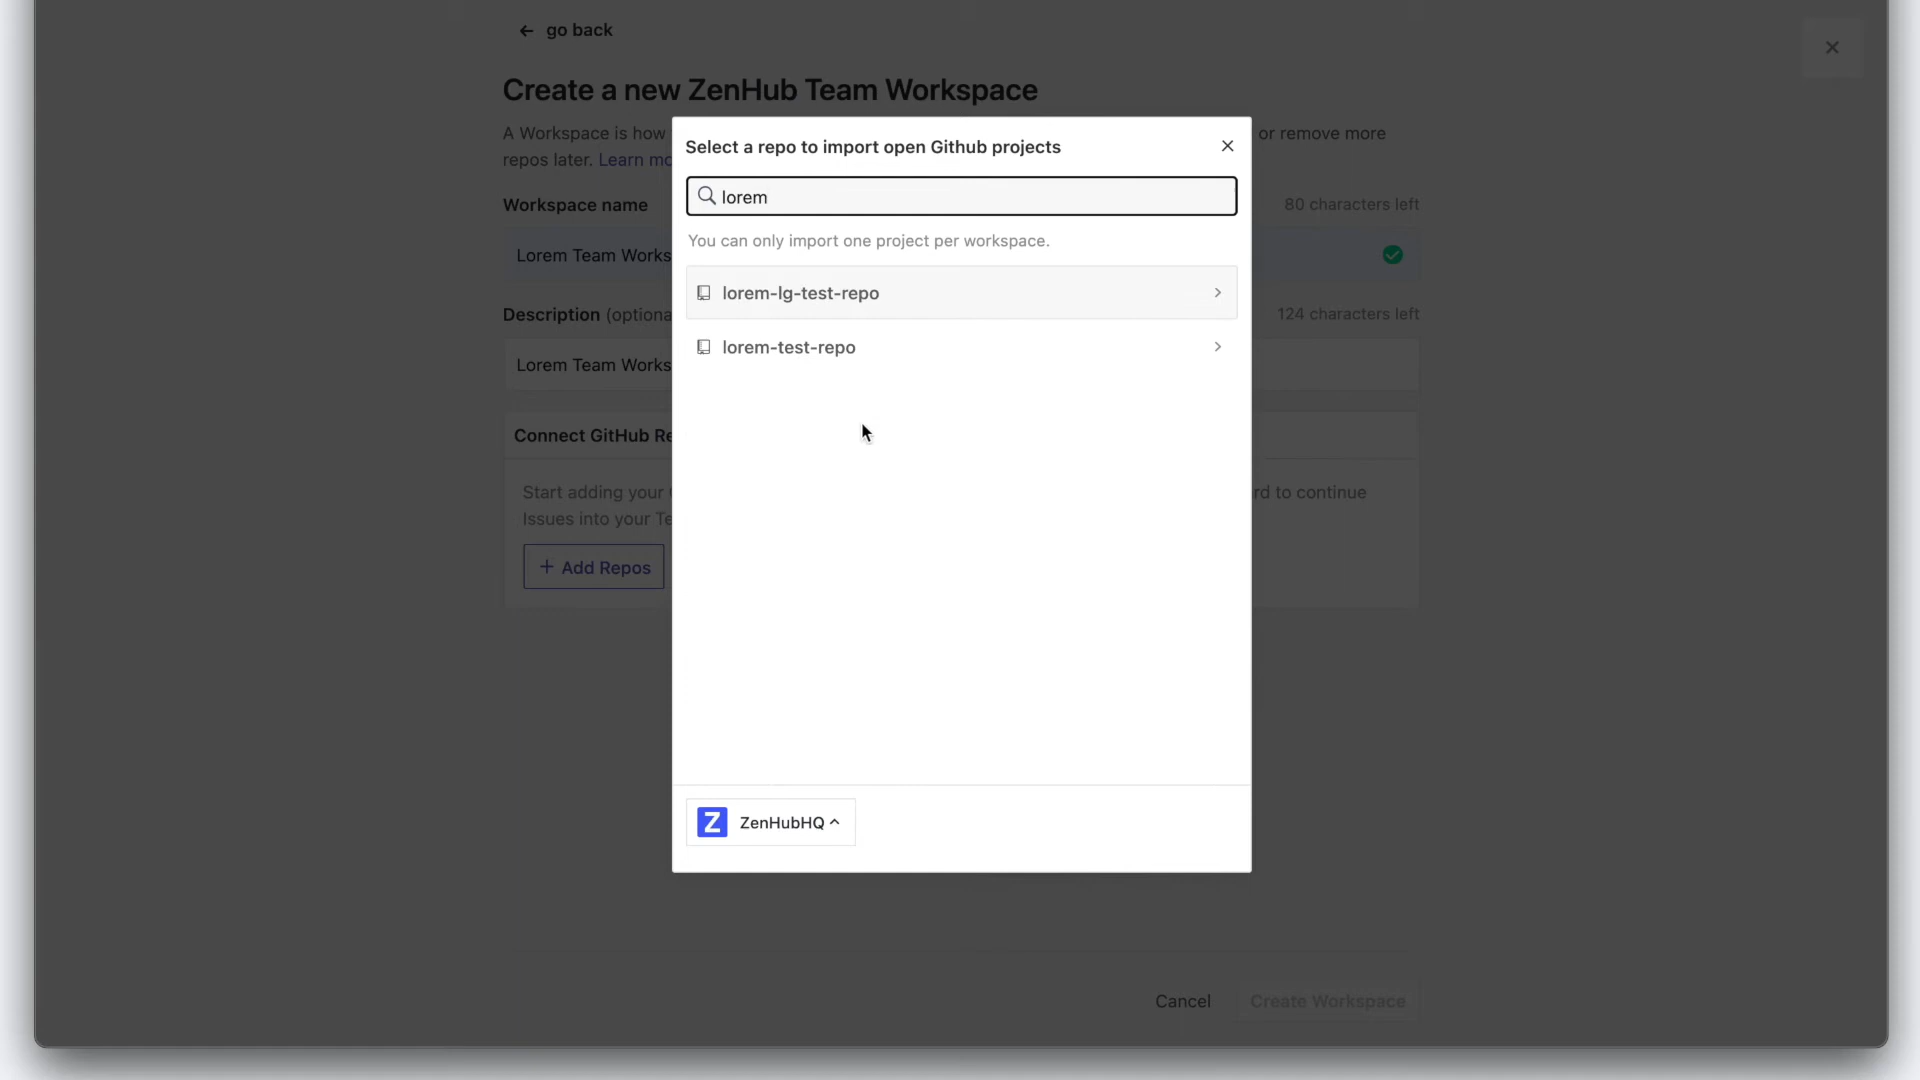 go back
Create a new ZenHub Team Workspace
A Workspace is how
or remove more
repos later. Learn mo
Workspace name
80 characters left
Lorem Team Works
Description (optiona
124 characters left
Lorem Team Works
Connect GitHub Re
Start adding your
rd to continue
Issues into your Te
+ Add Repos
Select a repo to import open Github projects
lorem
You can only import one project per workspace.
lorem-lg-test-repo
lorem-test-repo
Z ZenHubHQ
Cancel
Create Workspace